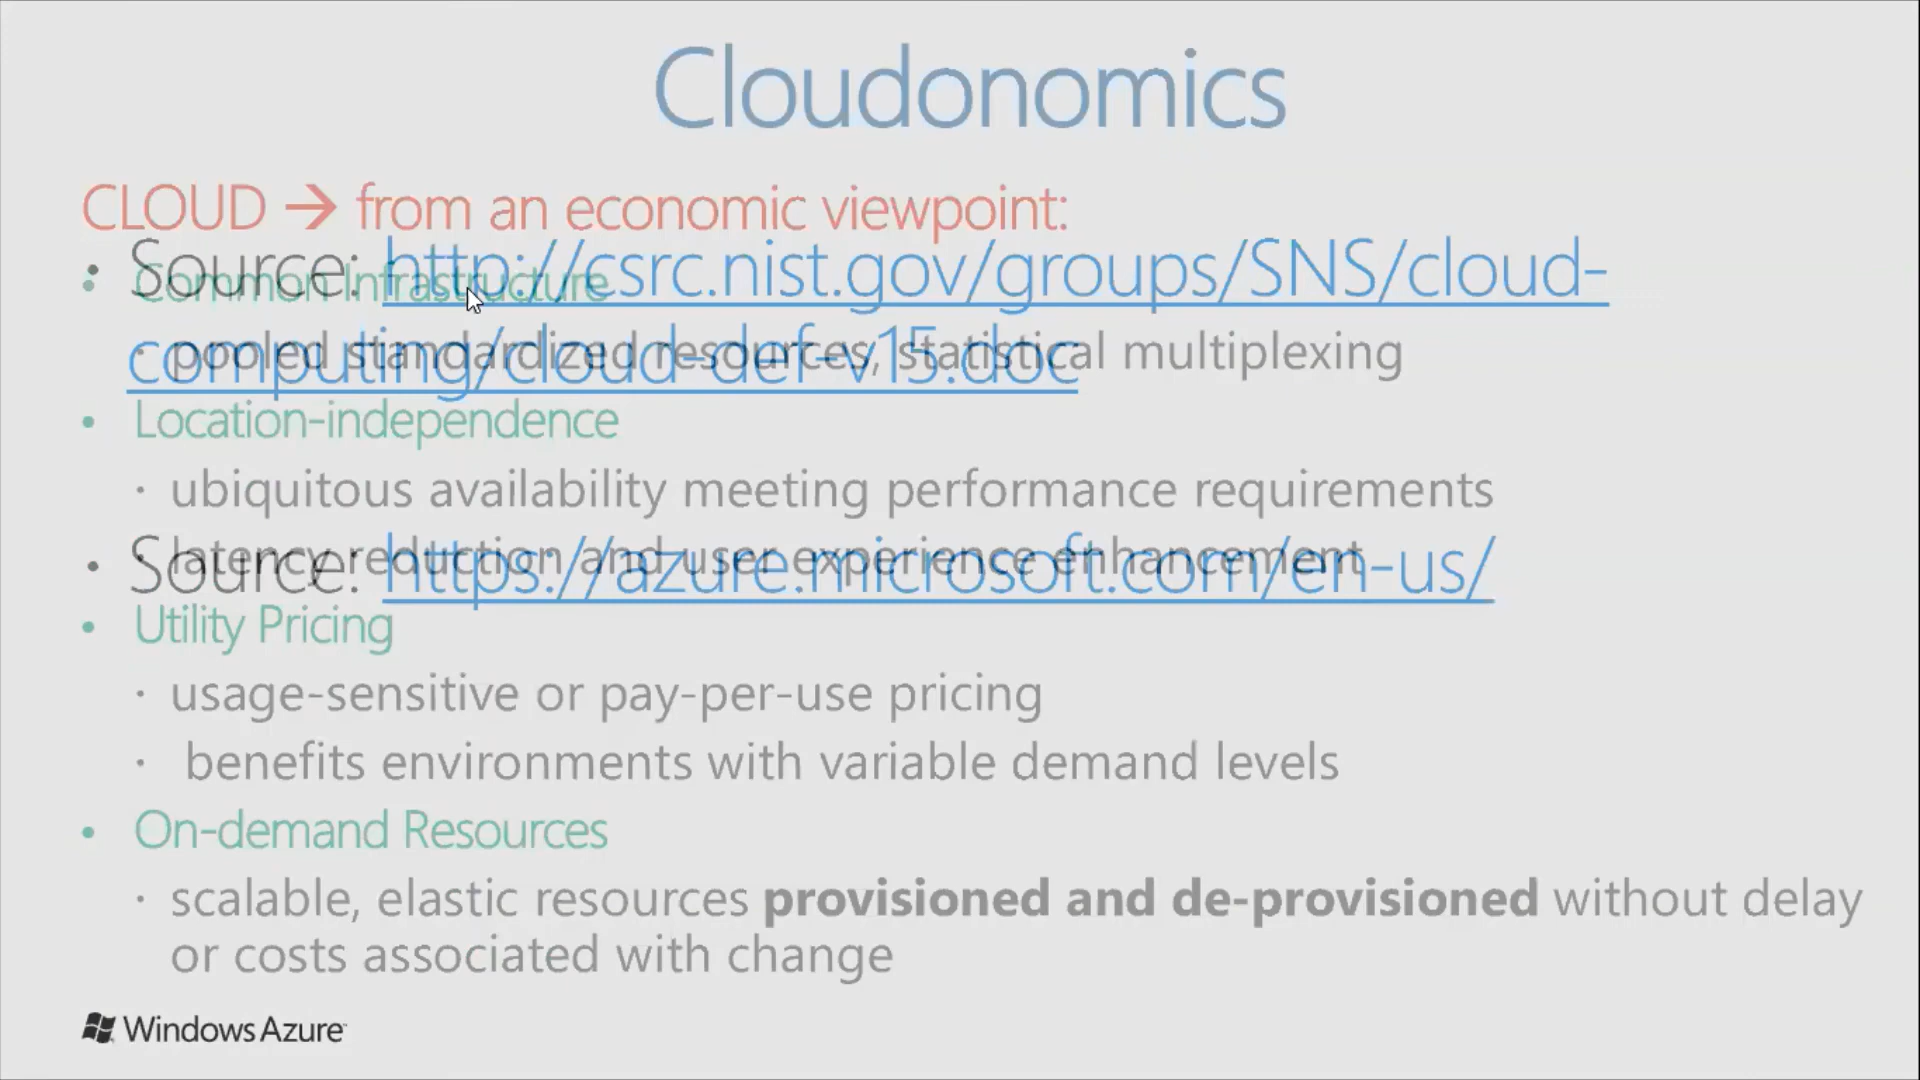 Cloudonomics
CLOUD → from an economic viewpoint:
• Source: http://csrc.nist.gov/groups/SNS/cloud-
computing/cloud-def-v15.doc
• Common Infrastructure
· pooled standardized resources, statistical multiplexing
• Location-independence
· ubiquitous availability meeting performance requirements
· latency reduction and user experience enhancement
• Source: https://azure.microsoft.com/en-us/
• Utility Pricing
· usage-sensitive or pay-per-use pricing
· benefits environments with variable demand levels
• On-demand Resources
· scalable, elastic resources provisioned and de-provisioned without delay
or costs associated with change
Windows Azure